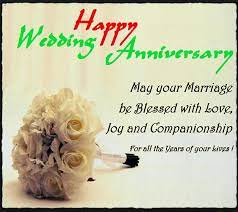 Happy
Wedding Anniversary
May your Marriage
be Blessed with Love,
Joy and Companionship
For all the Years of your Lives !